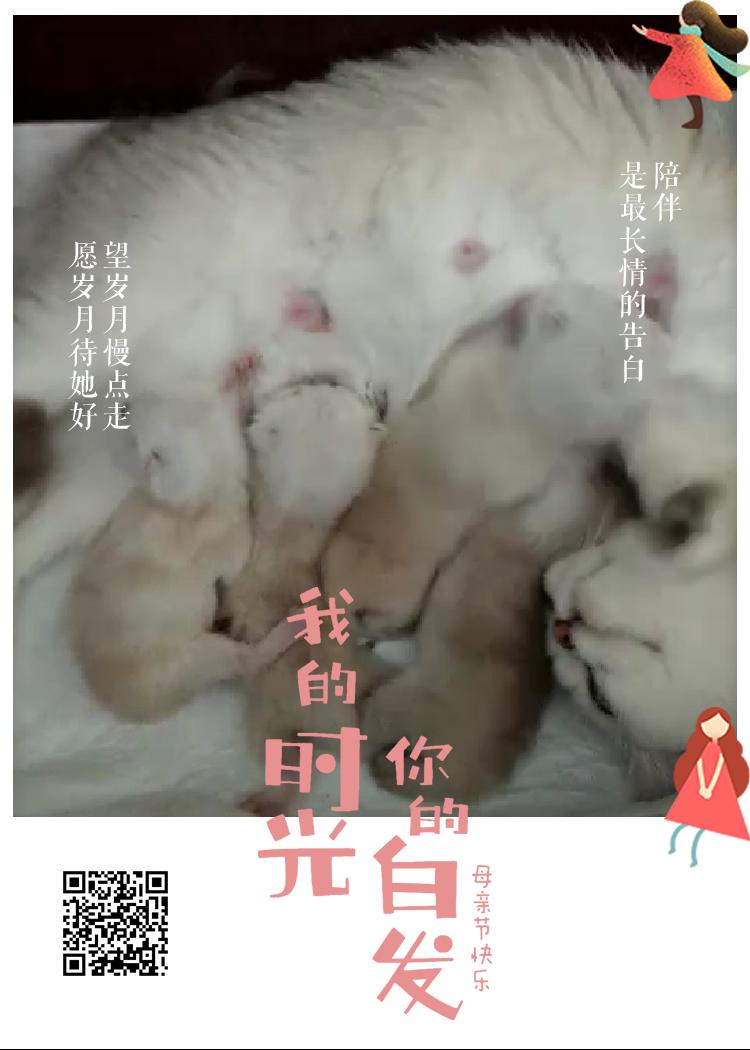 陪伴
是最长情的告白
望岁月慢点走
愿岁月待她好
我的时光
你的白发
母亲节快乐